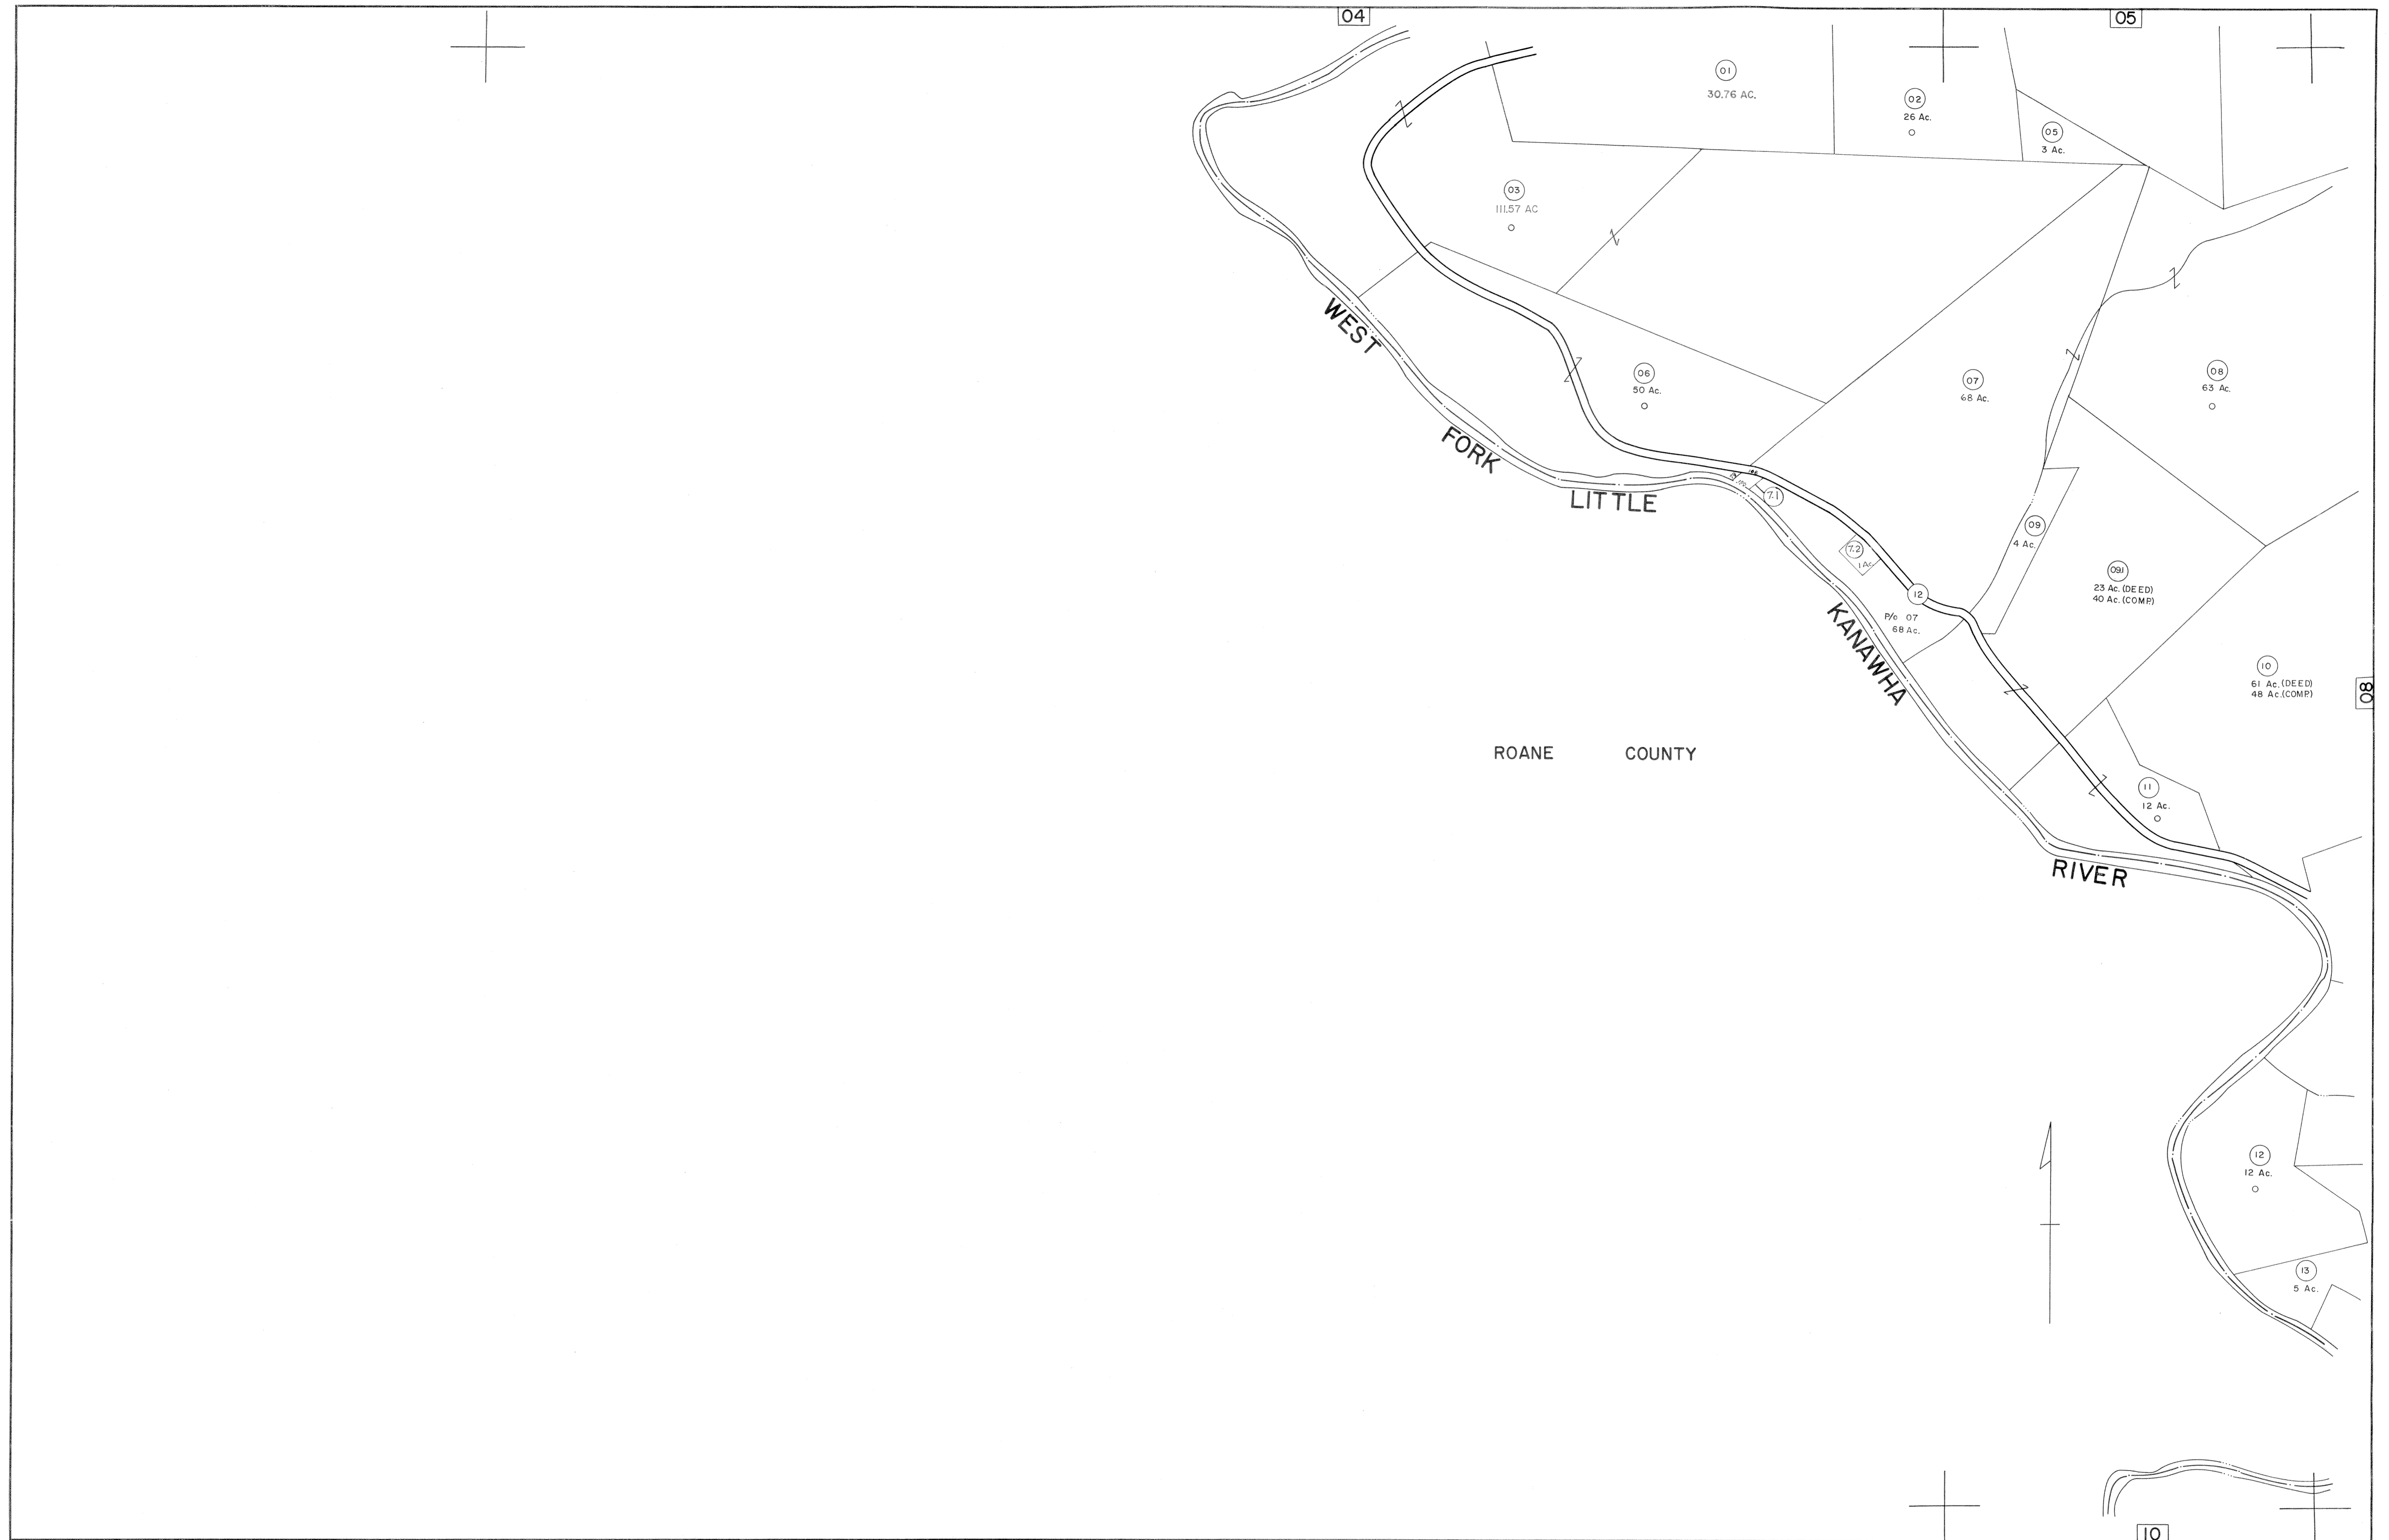 04
05
01
30.76 AC.
02
26 Ac.
05
3 Ac.
03
111.57 AC
WEST
06
50 Ac.
07
68 Ac.
08
63 Ac.
FORK
LITTLE
7.1
09
4 Ac.
7.2
1 Ac
09.1
23 Ac. (DEED)
40 Ac. (COMP.)
12
P/o 07
68 Ac.
KANAWHA
10
61 Ac. (DEED)
48 Ac. (COMP.)
08
ROANE COUNTY
11
12 Ac.
RIVER
12
12 Ac.
13
5 Ac.
10